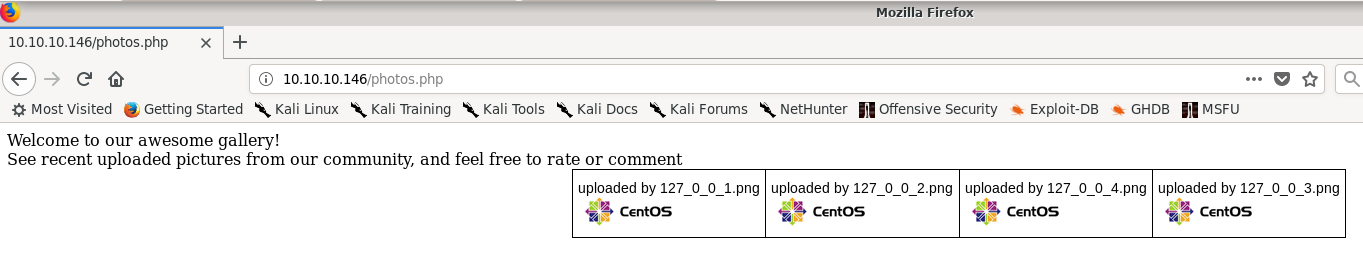 Mozilla Firefox
10.10.10.146/photos.php
10.10.10.146/photos.php
Most Visited Getting Started Kali Linux Kali Training Kali Tools Kali Docs Kali Forums NetHunter Offensive Security Exploit-DB GHDB MSFU
Welcome to our awesome gallery!
See recent uploaded pictures from our community, and feel free to rate or comment
uploaded by 127_0_0_1.png uploaded by 127_0_0_2.png uploaded by 127_0_0_4.png uploaded by 127_0_0_3.png
CentOS CentOS CentOS CentOS